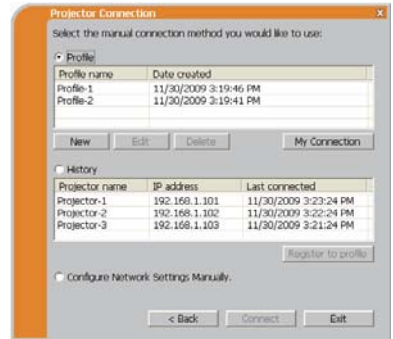 Projector Connection X
Select the manual connection method you would like to use:
Profile
Profile name Date created
Profile-1 11/30/2009 3:19:46 PM
Profile-2 11/30/2009 3:19:41 PM
New Edit Delete My Connection
History
Projector name IP address Last connected
Projector-1 192.168.1.101 11/30/2009 3:23:24 PM
Projector-2 192.168.1.102 11/30/2009 3:22:24 PM
Projector-3 192.168.1.103 11/30/2009 3:21:24 PM
Register to profile
Configure Network Settings Manually.
< Back Connect Exit